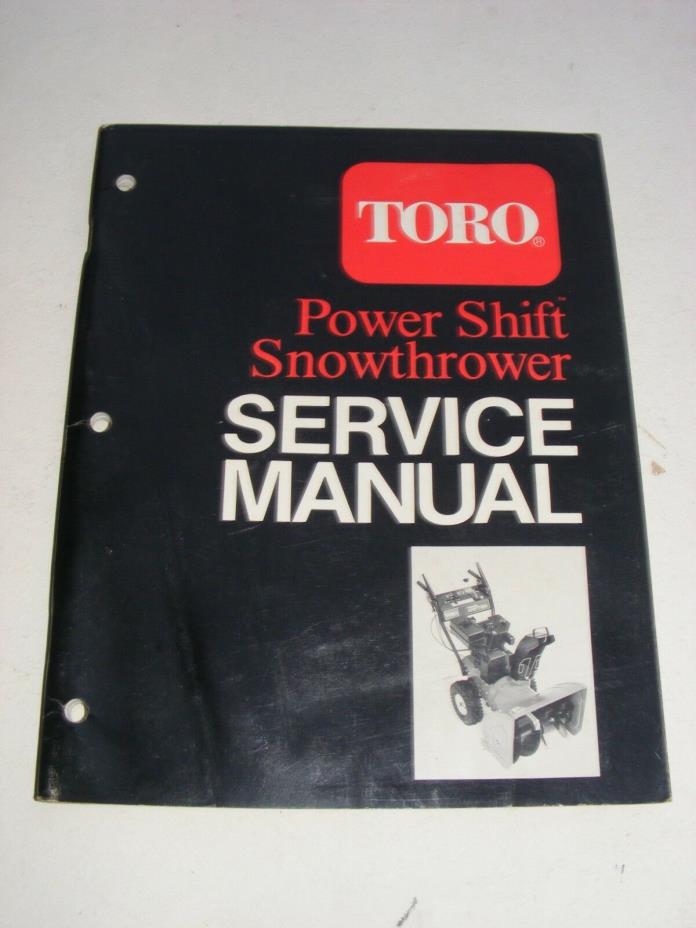 TORO®
Power Shift™
Snowthrower
SERVICE
MANUAL